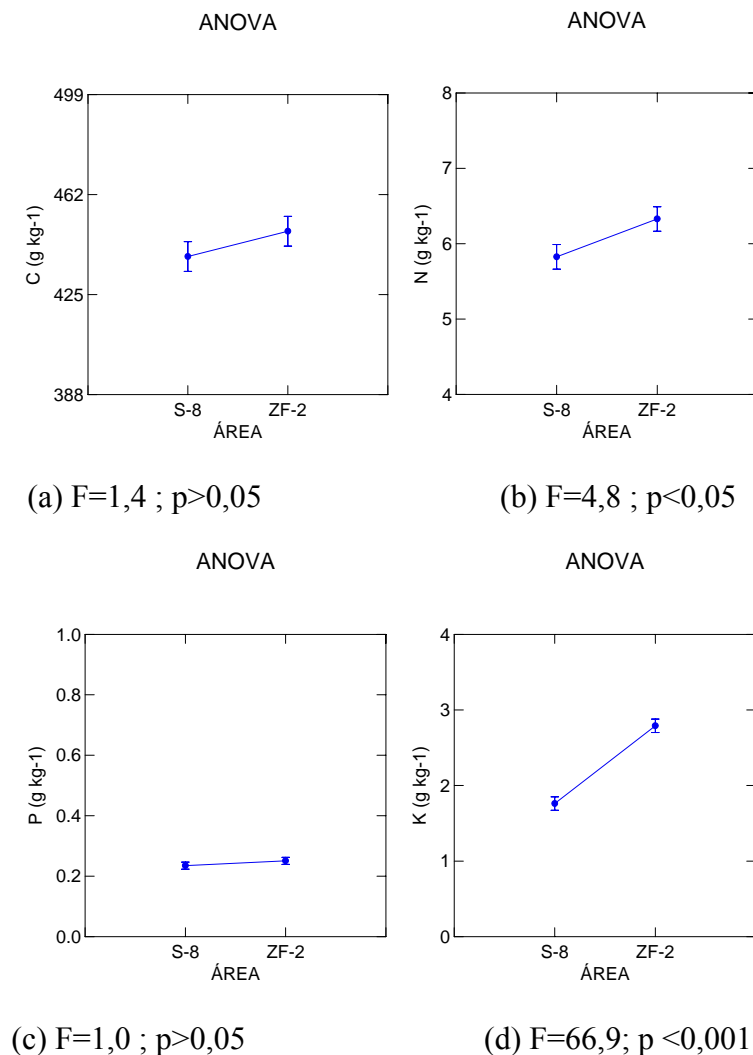 ANOVA
499
462
425
388
C (g kg-1)
S-8
ZF-2
ÁREA
(a) F=1,4 ; p>0,05
ANOVA
8
7
6
5
4
N (g kg-1)
S-8
ZF-2
ÁREA
(b) F=4,8 ; p<0,05
ANOVA
1.0
0.8
0.6
0.4
0.2
0.0
P (g kg-1)
S-8
ZF-2
ÁREA
(c) F=1,0 ; p>0,05
ANOVA
4
3
2
1
0
K (g kg-1)
S-8
ZF-2
ÁREA
(d) F=66,9; p <0,001